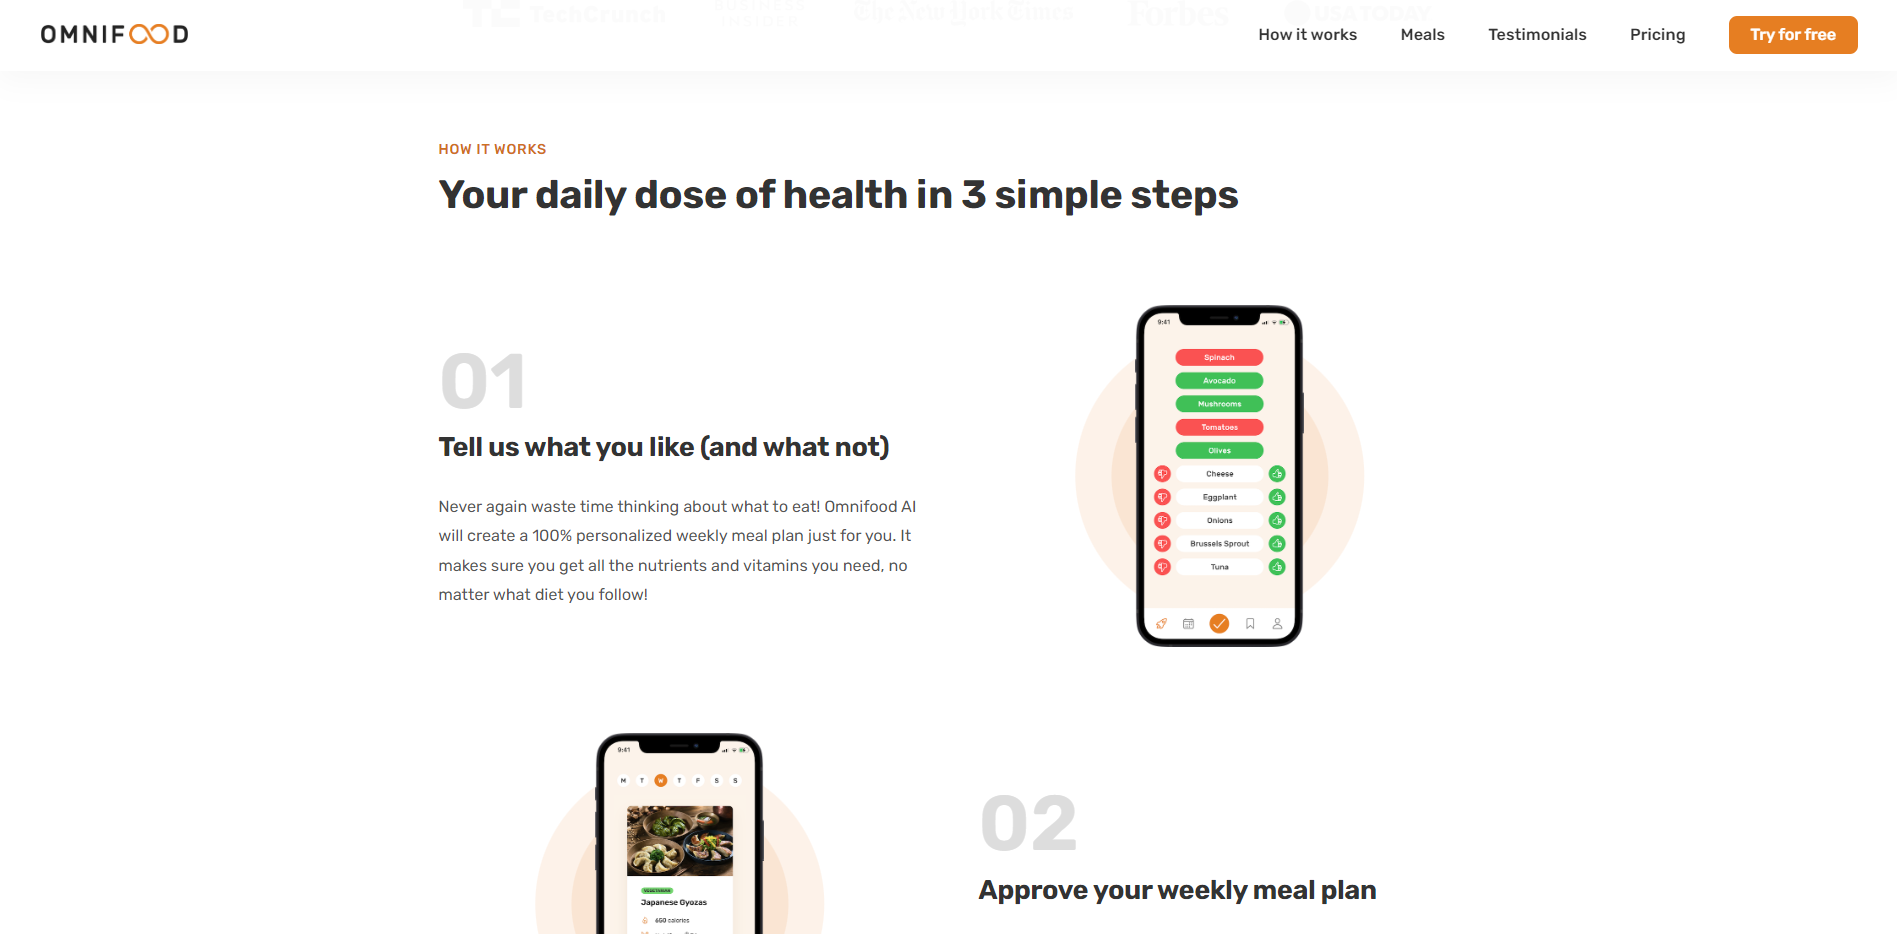 TechCrunch
BUSINESS
INSIDER
The New York Times
Forbes
USA TODAY
OMNIFOOD
How it works
Meals
Testimonials
Pricing
Try for free
HOW IT WORKS
Your daily dose of health in 3 simple steps
01
Tell us what you like (and what not)
Never again waste time thinking about what to eat! Omnifood AI
will create a 100% personalized weekly meal plan just for you. It
makes sure you get all the nutrients and vitamins you need, no
matter what diet you follow!
9:41
Spinach
Avocado
Mushrooms
Tomatoes
Olives
Cheese
Eggplant
Onions
Brussels Sprout
Tuna
9:41
M T W T F S S
VEGETARIAN
Japanese Gyozas
650 calories
02
Approve your weekly meal plan